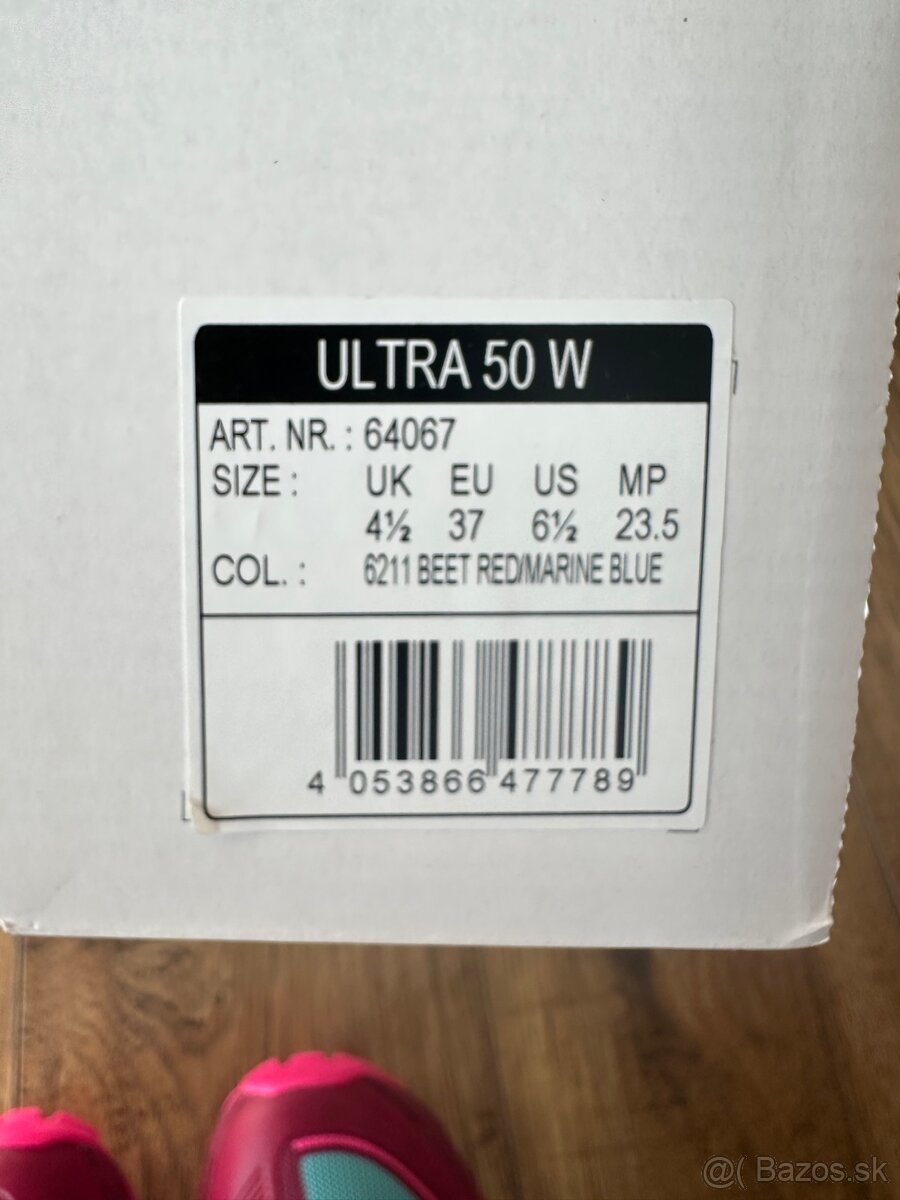 ULTRA 50 W
ART. NR. : 64067
SIZE : UK EU US MP
4½ 37 6½ 23.5
COL. : 6211 BEET RED/MARINE BLUE
4 053866 477789
@( Bazos.sk